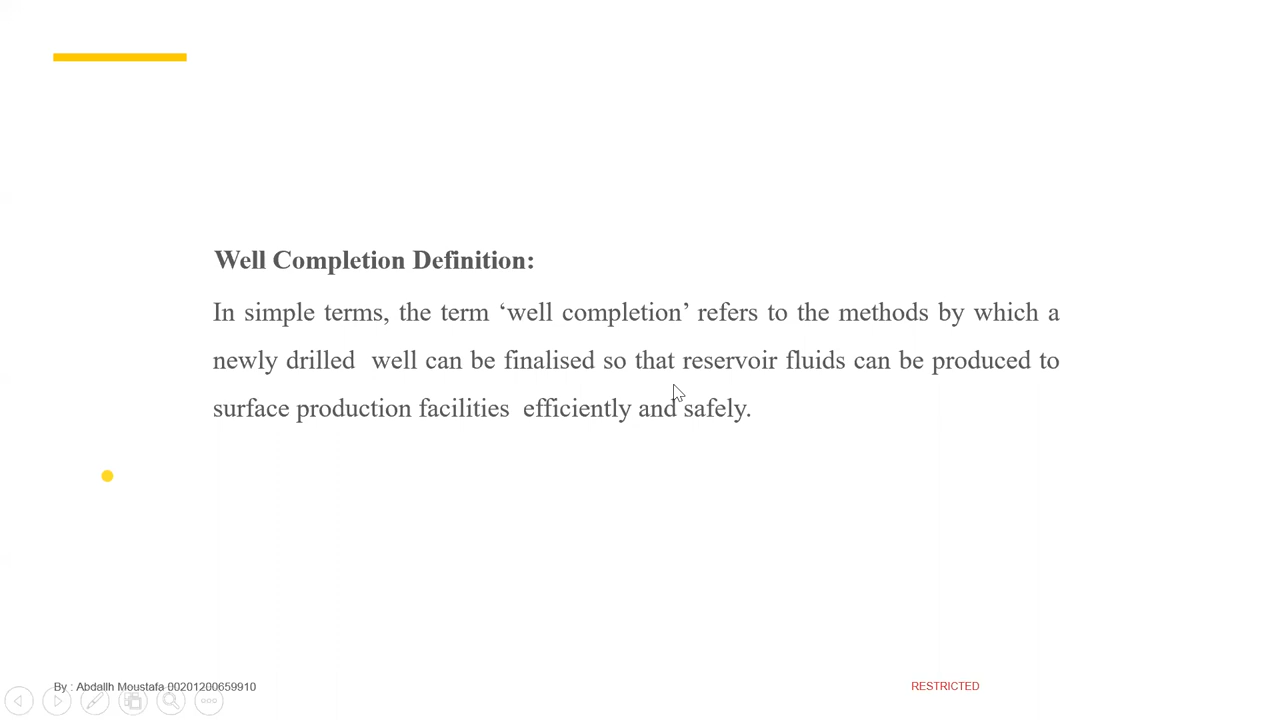 Well Completion Definition:
In simple terms, the term ‘well completion’ refers to the methods by which a
newly drilled well can be finalised so that reservoir fluids can be produced to
surface production facilities efficiently and safely.
By : Abdallh Moustafa 00201200659910
RESTRICTED